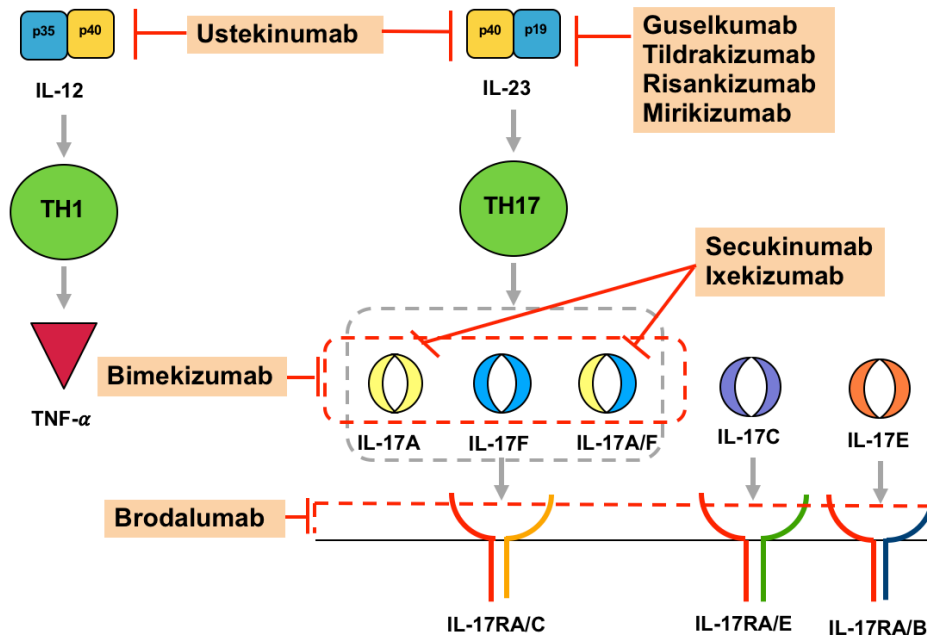 p35 p40
Ustekinumab
p40 p19
Guselkumab
Tildrakizumab
Risankizumab
Mirikizumab
IL-12
IL-23
TH1
TH17
Secukinumab
Ixekizumab
Bimekizumab
TNF-α
IL-17A
IL-17F
IL-17A/F
IL-17C
IL-17E
Brodalumab
IL-17RA/C
IL-17RA/E
IL-17RA/B